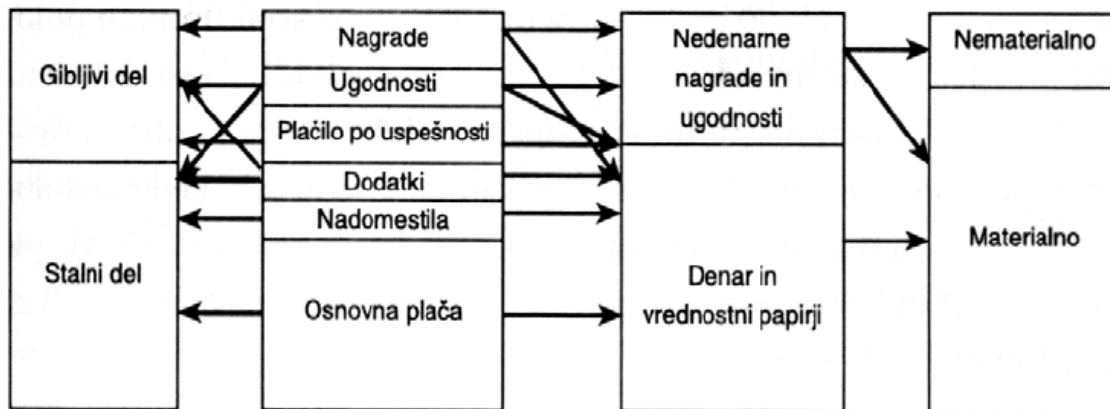 Gibljivi del
Stalni del
Nagrade
Ugodnosti
Plačilo po uspešnosti
Dodatki
Nadomestila
Osnovna plača
Nedenarne
nagrade in
ugodnosti
Denar in
vrednostni papirji
Nematerialno
Materialno